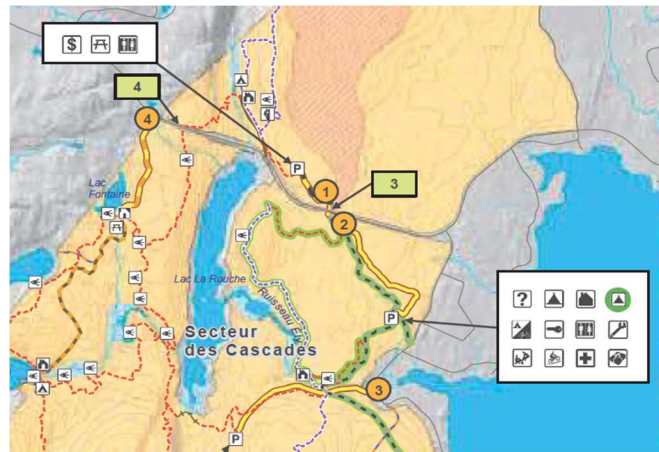 $
4
4
P
1
3
2
Lac
Fontaine
Lac La Rouche
Ruisseau
?
P
Secteur
des Cascades
3
P